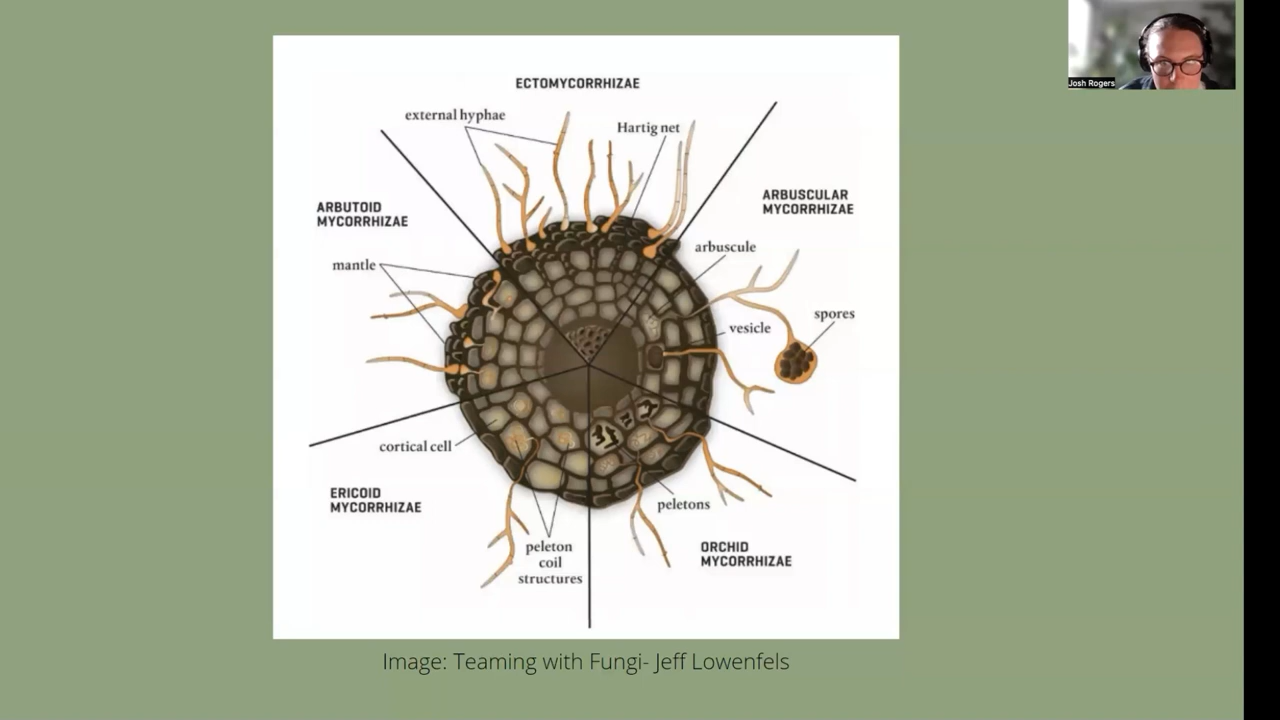 Josh Rogers
ECTOMYCORRHIZAE
external hyphae
Hartig net
ARBUTOID
MYCORRHIZAE
ARBUSCULAR
MYCORRHIZAE
mantle
arbuscule
vesicle
spores
cortical cell
ERICOID
MYCORRHIZAE
peleton
coil
structures
peletons
ORCHID
MYCORRHIZAE
Image: Teaming with Fungi- Jeff Lowenfels